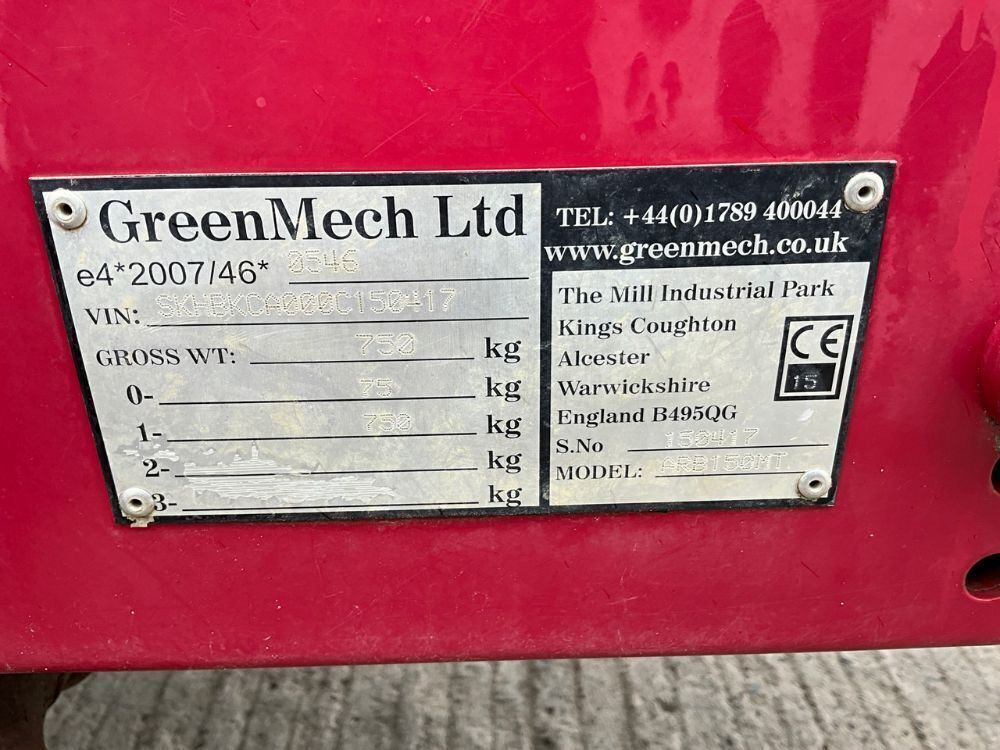 GreenMech Ltd
e4*2007/46* 0546
VIN: SKHBKCA000C150417
GROSS WT: 750 kg
0- 75 kg
1- 750 kg
2- kg
3- kg
TEL: +44(0)1789 400044
www.greenmech.co.uk
The Mill Industrial Park
Kings Coughton
Alcester
Warwickshire
England B495QG
S.No 150417
MODEL: ARB150MT
CE
15